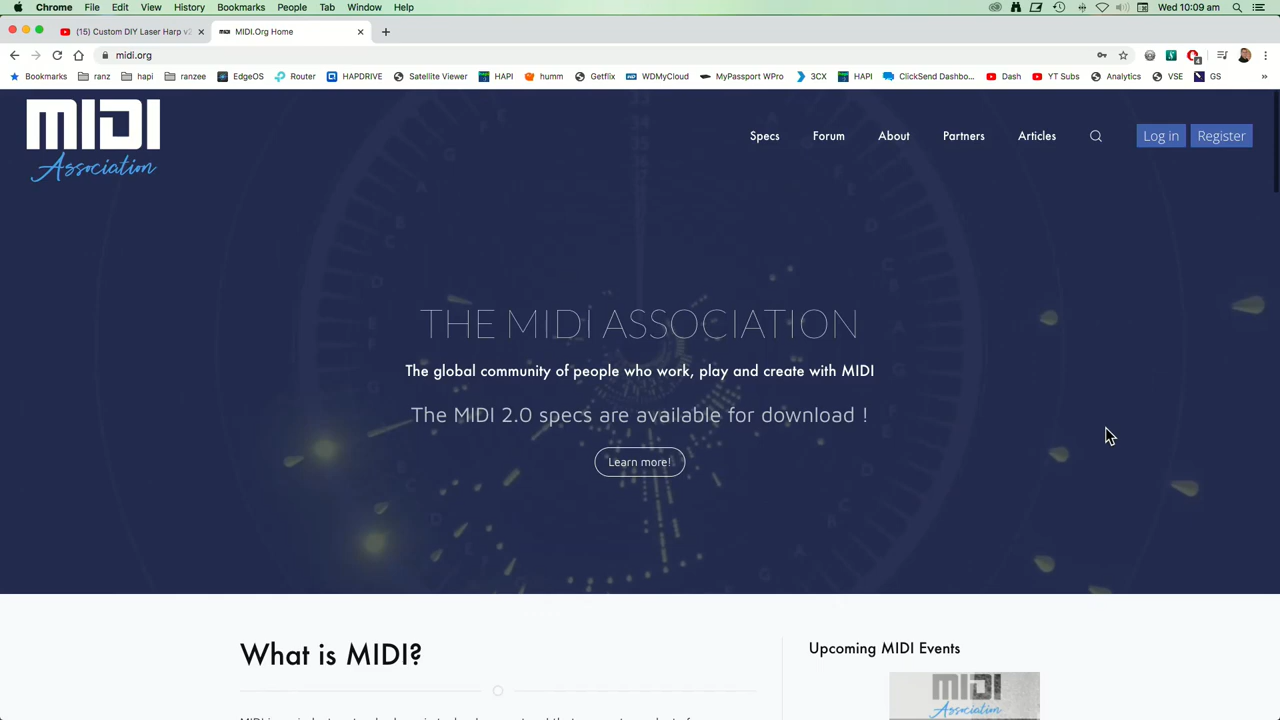 Chrome File Edit View History Bookmarks People Tab Window Help
Wed 10:09 am
(15) Custom DIY Laser Harp v2
MIDI.Org Home
midi.org
Bookmarks ranz hapi ranzee EdgeOS Router HAPDRIVE Satellite Viewer HAPI humm Getflix WDMyCloud MyPassport WPro 3CX HAPI ClickSend Dashbo... Dash YT Subs Analytics VSE GS »
MIDI
Association
Specs Forum About Partners Articles Log in Register
THE MIDI ASSOCIATION
The global community of people who work, play and create with MIDI
The MIDI 2.0 specs are available for download !
Learn more!
What is MIDI?
Upcoming MIDI Events
MIDI
Association